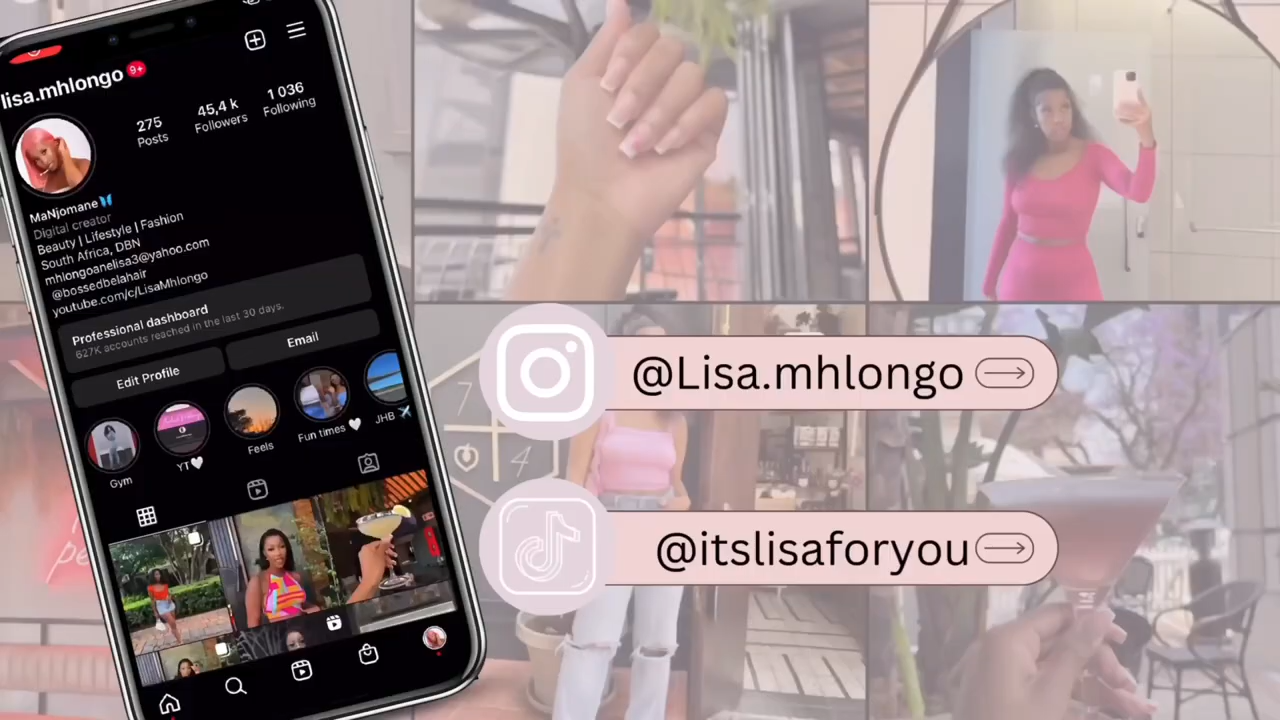 lisa.mhlongo 9+
275
Posts
45,4 k
Followers
1 036
Following
MaNjomane🦋
Digital creator
Beauty | Lifestyle | Fashion
South Africa, DBN
mhlongoanelisa3@yahoo.com
@bossedbelahair
youtube.com/c/LisaMhlongo
Professional dashboard
627K accounts reached in the last 30 days.
Edit Profile
Email
Gym
YT🤍
Feels
Fun times 🤍
JHB ✈️
@Lisa.mhlongo
@itslisaforyou
7
4